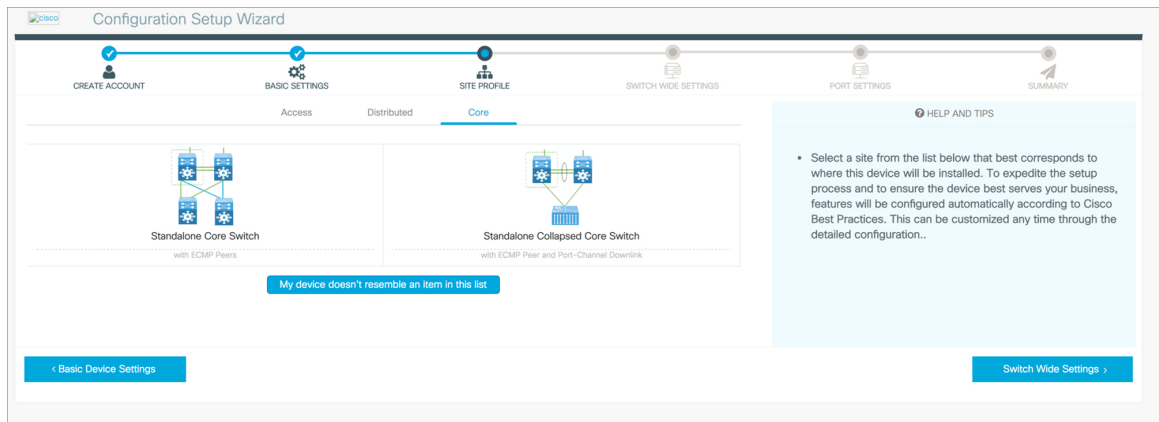 cisco
Configuration Setup Wizard
CREATE ACCOUNT
BASIC SETTINGS
SITE PROFILE
SWITCH WIDE SETTINGS
PORT SETTINGS
SUMMARY
Access
Distributed
Core
HELP AND TIPS
Standalone Core Switch
with ECMP Peers
Standalone Collapsed Core Switch
with ECMP Peer and Port-Channel Downlink
My device doesn't resemble an item in this list
• Select a site from the list below that best corresponds to
where this device will be installed. To expedite the setup
process and to ensure the device best serves your business,
features will be configured automatically according to Cisco
Best Practices. This can be customized any time through the
detailed configuration..
‹ Basic Device Settings
Switch Wide Settings ›